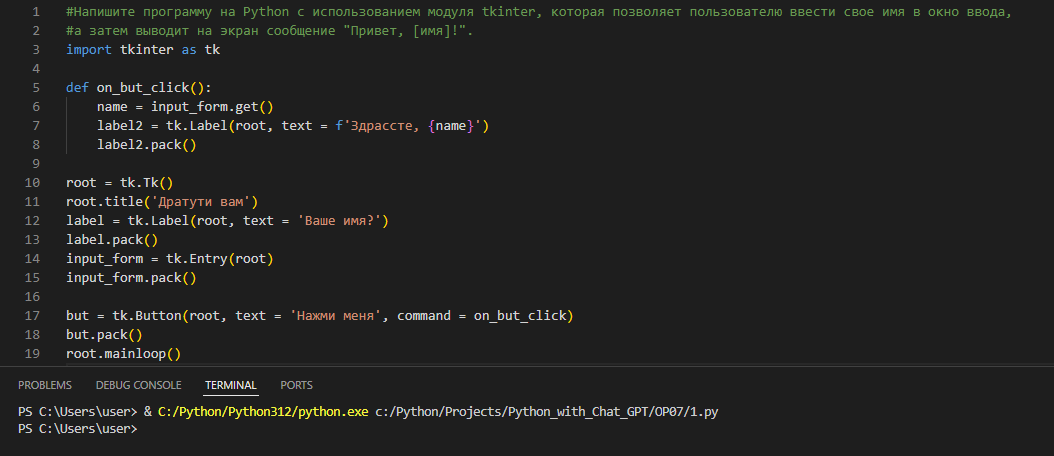 1 #Напишите программу на Python с использованием модуля tkinter, которая позволяет пользователю ввести свое имя в окно ввода,
2 #а затем выводит на экран сообщение "Привет, [имя]!".
3 import tkinter as tk
4
5 def on_but_click():
6     name = input_form.get()
7     label2 = tk.Label(root, text = f'Здрассте, {name}')
8     label2.pack()
9
10 root = tk.Tk()
11 root.title('Дратути вам')
12 label = tk.Label(root, text = 'Ваше имя?')
13 label.pack()
14 input_form = tk.Entry(root)
15 input_form.pack()
16
17 but = tk.Button(root, text = 'Нажми меня', command = on_but_click)
18 but.pack()
19 root.mainloop()
PROBLEMS DEBUG CONSOLE TERMINAL PORTS
PS C:\Users\user> & C:/Python/Python312/python.exe c:/Python/Projects/Python_with_Chat_GPT/OP07/1.py
PS C:\Users\user>